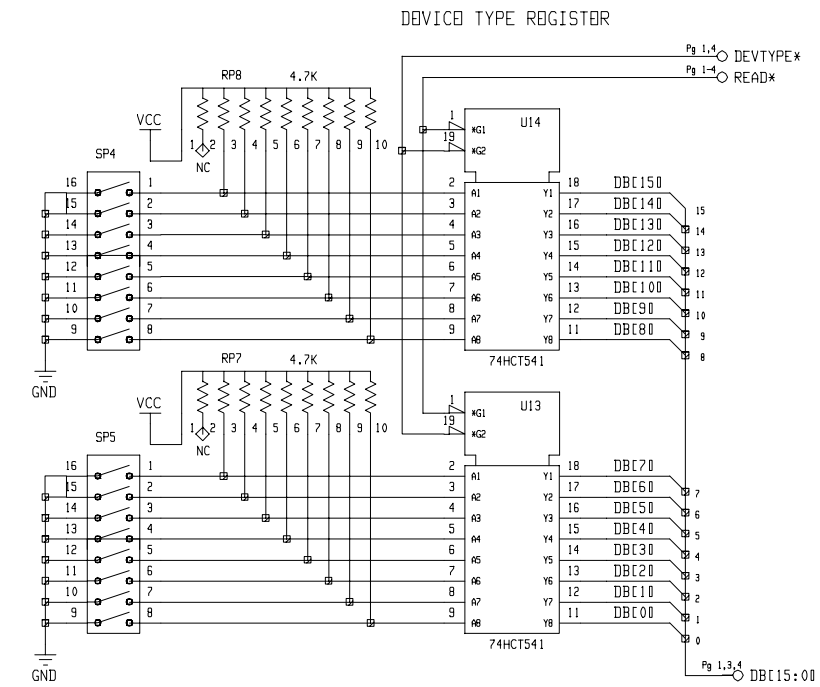 DEVICE TYPE REGISTER
Pg 1,4 DEVTYPE*
Pg 1-4 READ*
RP8 4.7K
VCC
1 2 3 4 5 6 7 8 9 10
NC
SP4
1 *G1 U14
19 *G2
16 1 2 A1 Y1 18 DB[15] 15
15 2 3 A2 Y2 17 DB[14] 14
14 3 4 A3 Y3 16 DB[13] 13
13 4 5 A4 Y4 15 DB[12] 12
12 5 6 A5 Y5 14 DB[11] 11
11 6 7 A6 Y6 13 DB[10] 10
10 7 8 A7 Y7 12 DB[9] 9
9 8 9 A8 Y8 11 DB[8] 8
74HCT541
GND
RP7 4.7K
VCC
1 2 3 4 5 6 7 8 9 10
NC
SP5
1 *G1 U13
19 *G2
16 1 2 A1 Y1 18 DB[7] 7
15 2 3 A2 Y2 17 DB[6] 6
14 3 4 A3 Y3 16 DB[5] 5
13 4 5 A4 Y4 15 DB[4] 4
12 5 6 A5 Y5 14 DB[3] 3
11 6 7 A6 Y6 13 DB[2] 2
10 7 8 A7 Y7 12 DB[1] 1
9 8 9 A8 Y8 11 DB[0] 0
74HCT541
GND
Pg 1,3,4 DB[15:0]